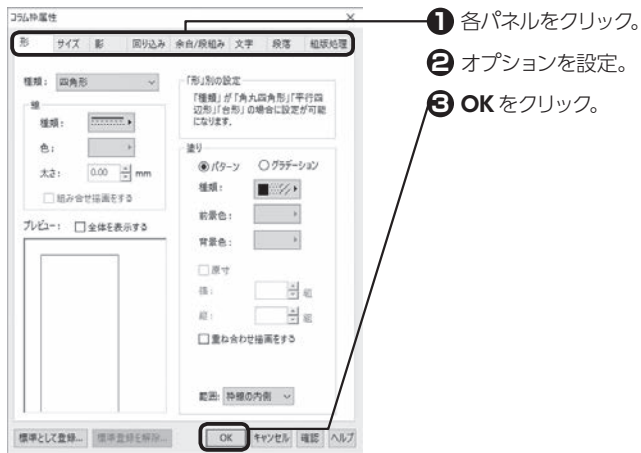 コラム枠属性 ×
形 サイズ 影 回り込み 余白/段組み 文字 段落 組版処理
種類： 四角形
線
種類：
色：
太さ： 0.00 mm
組み合せ描画をする
プレビュー： 全体を表示する
「形」別の設定
「種類」が「角丸四角形」「平行四
辺形」「台形」の場合に設定が可能
になります。
塗り
パターン グラデーション
種類：
前景色：
背景色：
原寸
横： 組
縦： 組
重ね合わせ描画をする
範囲： 枠線の内側
標準として登録... 標準登録を解除... OK キャンセル 確認 ヘルプ
❶ 各パネルをクリック。
❷ オプションを設定。
❸ OK をクリック。